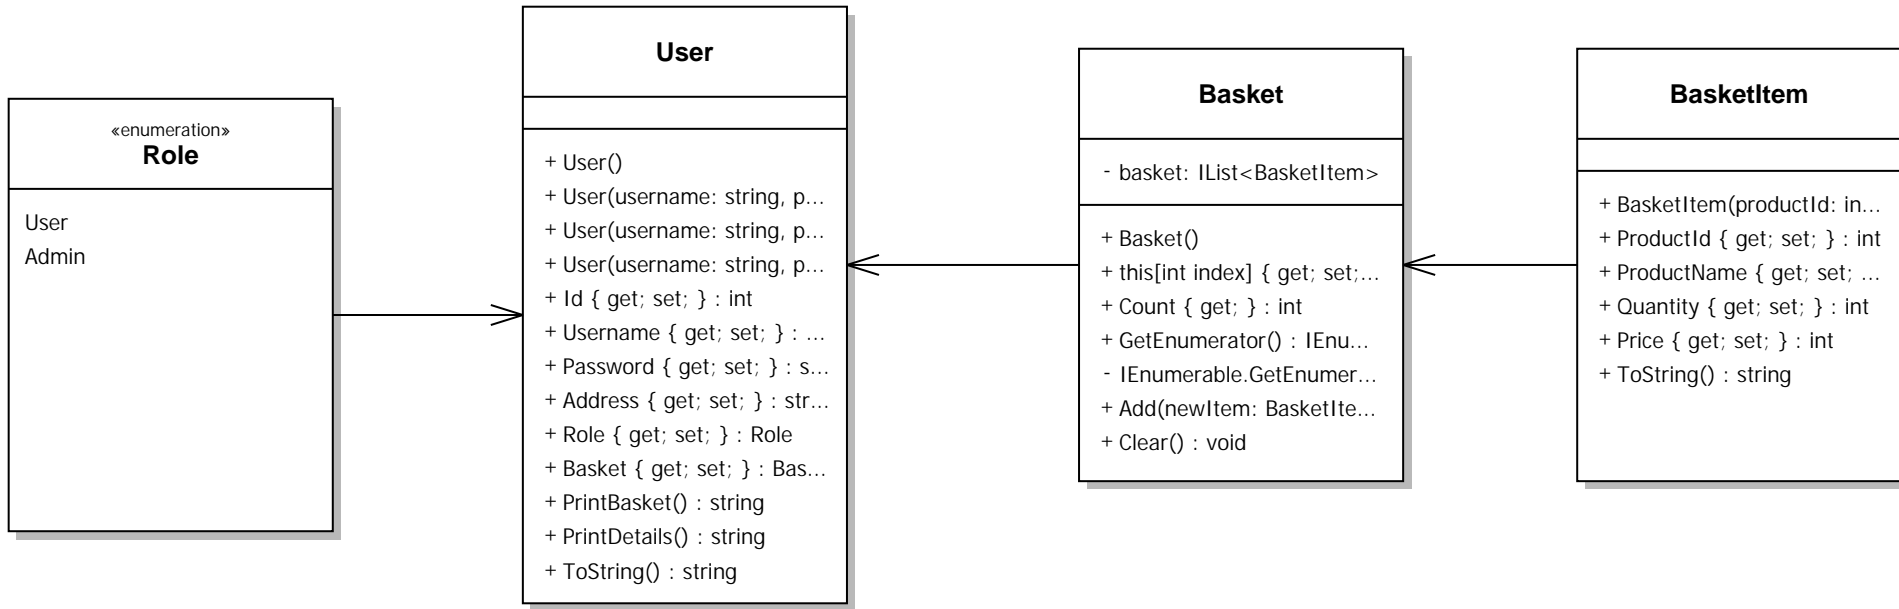 «enumeration»
Role
User
Admin
User
+ User()
+ User(username: string, p...
+ User(username: string, p...
+ User(username: string, p...
+ Id { get; set; } : int
+ Username { get; set; } : ...
+ Password { get; set; } : s...
+ Address { get; set; } : str...
+ Role { get; set; } : Role
+ Basket { get; set; } : Bas...
+ PrintBasket() : string
+ PrintDetails() : string
+ ToString() : string
Basket
- basket: IList<BasketItem>
+ Basket()
+ this[int index] { get; set;...
+ Count { get; } : int
+ GetEnumerator() : IEnu...
- IEnumerable.GetEnumer...
+ Add(newItem: BasketIte...
+ Clear() : void
BasketItem
+ BasketItem(productId: in...
+ ProductId { get; set; } : int
+ ProductName { get; set; ...
+ Quantity { get; set; } : int
+ Price { get; set; } : int
+ ToString() : string